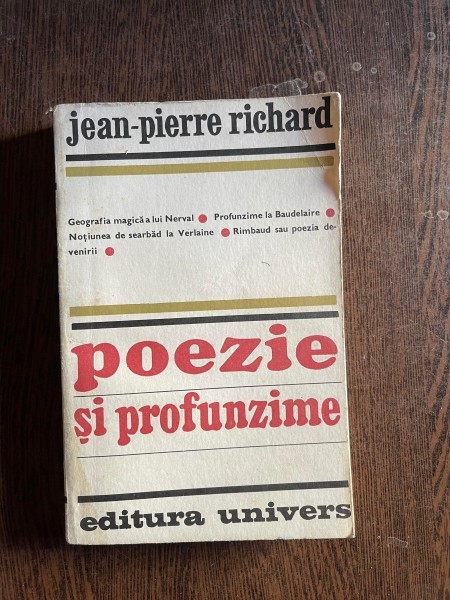 jean-pierre richard
Geografia magică a lui Nerval ● Profunzime la Baudelaire ●
Noțiunea de searbăd la Verlaine ● Rimbaud sau poezia de-
venirii ●
poezie
și profunzime
editura univers